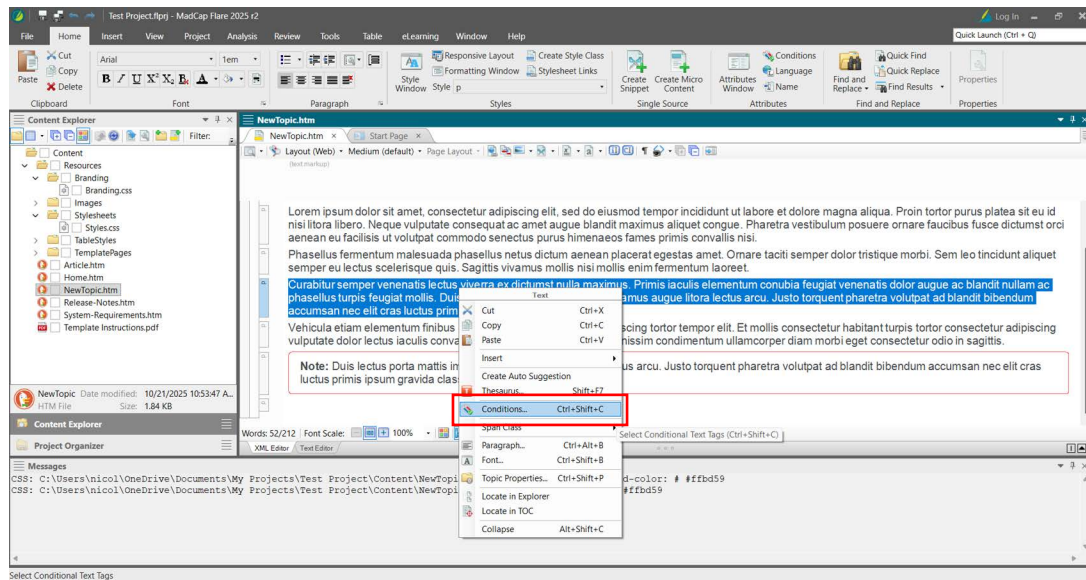 Test Project.flprj - MadCap Flare 2025 r2
Log In
File Home Insert View Project Analysis Review Tools Table eLearning Window Help
Quick Launch (Ctrl + Q)
Paste
Cut
Copy
Delete
Clipboard
Arial 1em
B I U X² X₂
Font
Paragraph
Style Window
Responsive Layout
Formatting Window
Style p
Create Style Class
Stylesheet Links
Styles
Create Snippet
Create Micro Content
Single Source
Attributes Window
Conditions
Language
Name
Attributes
Find and Replace
Quick Find
Quick Replace
Find Results
Find and Replace
Properties
Properties
Content Explorer
Filter:
Content
Resources
Branding
Branding.css
Images
Stylesheets
Styles.css
TableStyles
TemplatePages
Article.htm
Home.htm
NewTopic.htm
Release-Notes.htm
System-Requirements.htm
Template Instructions.pdf
NewTopic Date modified: 10/21/2025 10:53:47 A...
HTM File Size: 1.84 KB
Content Explorer
Project Organizer
NewTopic.htm
NewTopic.htm Start Page
Layout (Web) Medium (default) Page Layout
(text markup)
Lorem ipsum dolor sit amet, consectetur adipiscing elit, sed do eiusmod tempor incididunt ut labore et dolore magna aliqua. Proin tortor purus platea sit eu id
nisi litora libero. Neque vulputate consequat ac amet augue blandit maximus aliquet congue. Pharetra vestibulum posuere ornare faucibus fusce dictumst orci
aenean eu facilisis ut volutpat commodo senectus purus himenaeos fames primis convallis nisi.
Phasellus fermentum malesuada phasellus netus dictum aenean placerat egestas amet. Ornare taciti semper dolor tristique morbi. Sem leo tincidunt aliquet
semper eu lectus scelerisque quis. Sagittis vivamus mollis nisi mollis enim fermentum laoreet.
Curabitur semper venenatis lectus viverra ex dictumst nulla maximus. Primis iaculis elementum conubia feugiat venenatis dolor augue ac blandit nullam ac
phasellus turpis feugiat mollis. Duis amus augue litora lectus arcu. Justo torquent pharetra volutpat ad blandit bibendum
accumsan nec elit cras luctus prim
Vehicula etiam elementum finibus scing tortor tempor elit. Et mollis consectetur habitant turpis tortor consectetur adipiscing
vulputate dolor lectus iaculis conva nissim condimentum ullamcorper diam morbi eget consectetur odio in sagittis.
Note: Duis lectus porta mattis im us arcu. Justo torquent pharetra volutpat ad blandit bibendum accumsan nec elit cras
luctus primis ipsum gravida clas
Text
Cut Ctrl+X
Copy Ctrl+C
Paste Ctrl+V
Insert
Create Auto Suggestion
Thesaurus... Shift+F7
Conditions... Ctrl+Shift+C
Span Class
Paragraph... Ctrl+Alt+B
Font... Ctrl+Shift+B
Topic Properties... Ctrl+Shift+P
Locate in Explorer
Locate in TOC
Collapse Alt+Shift+C
Select Conditional Text Tags (Ctrl+Shift+C)
Words: 52/212 Font Scale: 100%
XML Editor Text Editor
Messages
CSS: C:\Users\nicol\OneDrive\Documents\My Projects\Test Project\Content\NewTopi d-color: # #ffbd59
CSS: C:\Users\nicol\OneDrive\Documents\My Projects\Test Project\Content\NewTopi #ffbd59
Select Conditional Text Tags